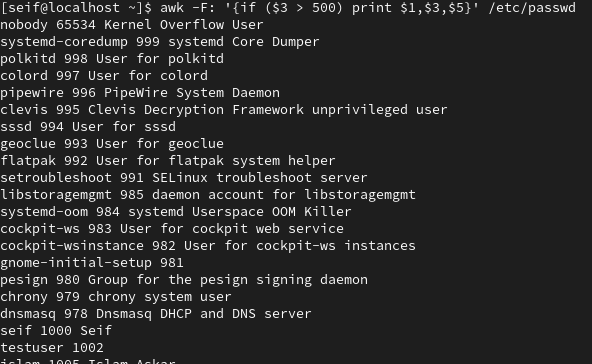 [seif@localhost ~]$ awk -F: '{if ($3 > 500) print $1,$3,$5}' /etc/passwd
nobody 65534 Kernel Overflow User
systemd-coredump 999 systemd Core Dumper
polkitd 998 User for polkitd
colord 997 User for colord
pipewire 996 PipeWire System Daemon
clevis 995 Clevis Decryption Framework unprivileged user
sssd 994 User for sssd
geoclue 993 User for geoclue
flatpak 992 User for flatpak system helper
setroubleshoot 991 SELinux troubleshoot server
libstoragemgmt 985 daemon account for libstoragemgmt
systemd-oom 984 systemd Userspace OOM Killer
cockpit-ws 983 User for cockpit web service
cockpit-wsinstance 982 User for cockpit-ws instances
gnome-initial-setup 981
pesign 980 Group for the pesign signing daemon
chrony 979 chrony system user
dnsmasq 978 Dnsmasq DHCP and DNS server
seif 1000 Seif
testuser 1002
islam 1005 Islam Askar